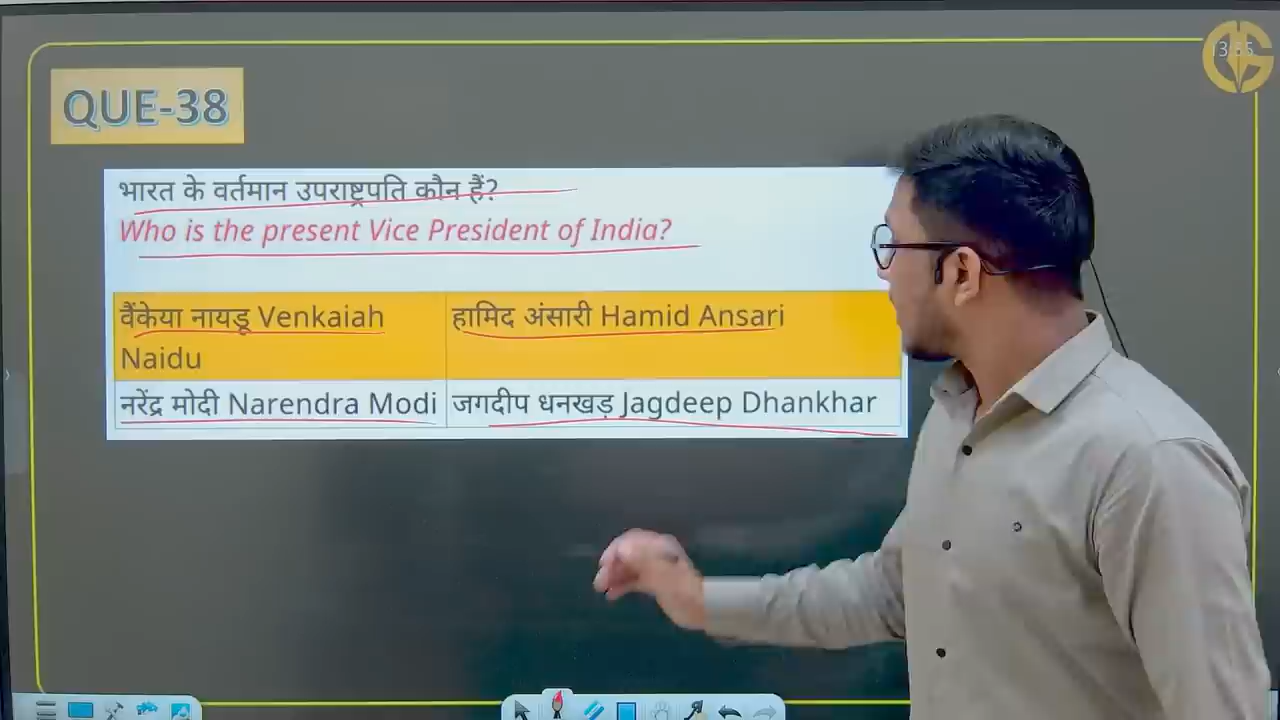 QUE-38
भारत के वर्तमान उपराष्ट्रपति कौन हैं?
Who is the present Vice President of India?
वैंकेया नायडू Venkaiah
Naidu
हामिद अंसारी Hamid Ansari
नरेंद्र मोदी Narendra Modi
जगदीप धनखड़ Jagdeep Dhankhar